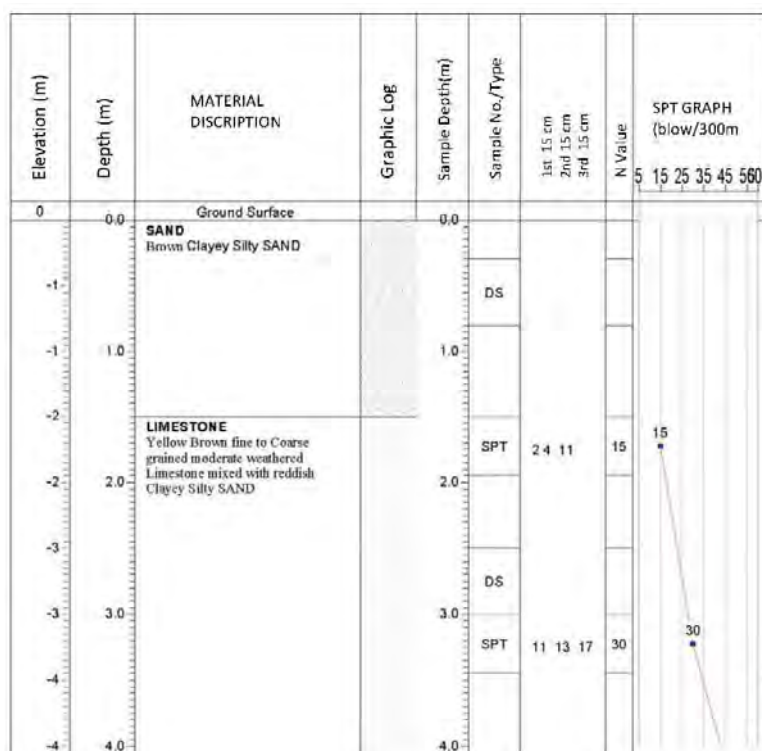 Elevation (m)
Depth (m)
MATERIAL
DISCRIPTION
Graphic Log
Sample Depth(m)
Sample No./Type
1st 15 cm
2nd 15 cm
3rd 15 cm
N Value
SPT GRAPH
(blow/300m
5 15 25 35 45 5560
0
Ground Surface
0.0
0.0
SAND
Brown Clayey Silty SAND
-1
DS
-1
1.0
1.0
-2
LIMESTONE
Yellow Brown fine to Coarse
grained moderate weathered
Limestone mixed with reddish
Clayey Silty SAND
SPT
2 4 11
15
15
-2
2.0
2.0
-3
DS
-3
3.0
3.0
SPT
11 13 17
30
30
-4
-4
4.0
4.0